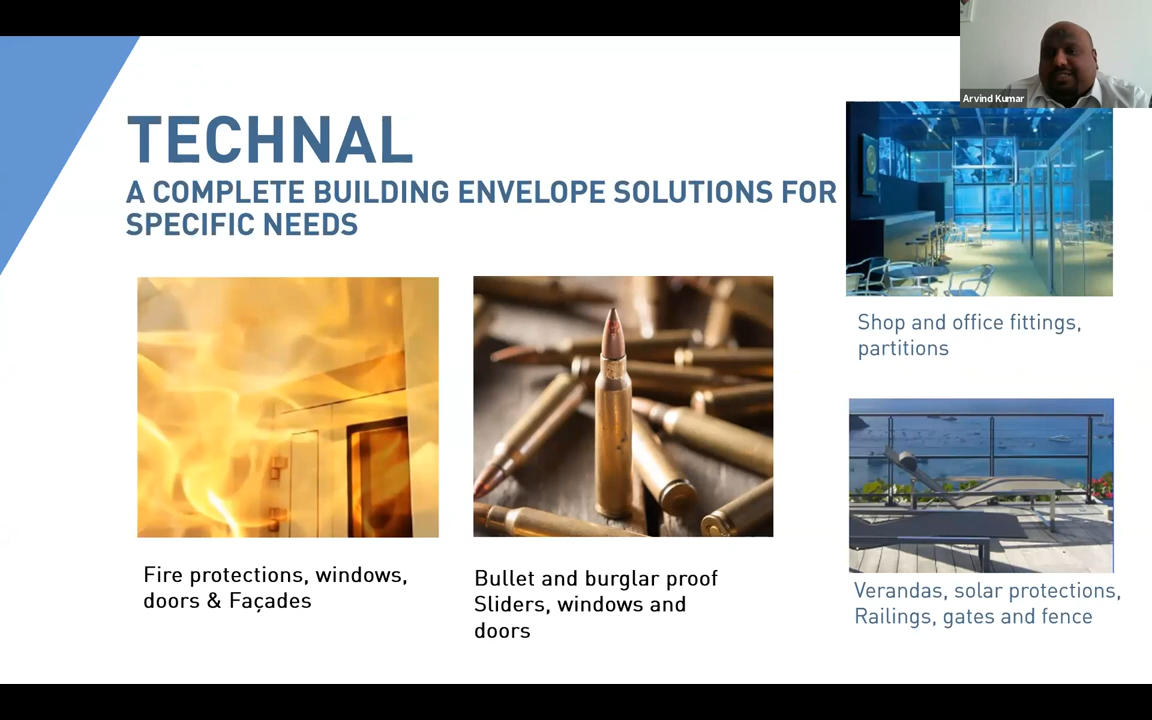 Arvind Kumar
TECHNAL
A COMPLETE BUILDING ENVELOPE SOLUTIONS FOR
SPECIFIC NEEDS
Shop and office fittings,
partitions
Fire protections, windows,
doors & Façades
Bullet and burglar proof
Sliders, windows and
doors
Verandas, solar protections,
Railings, gates and fence